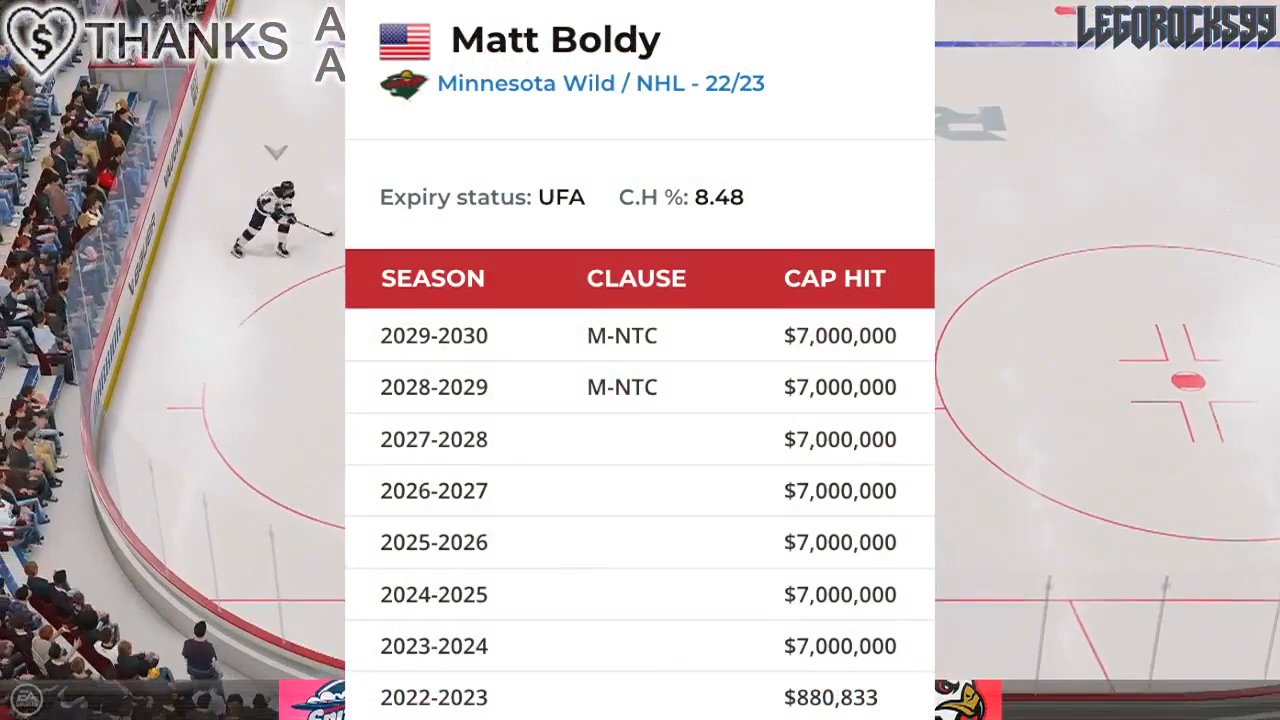 THANKS
A
A
LEGOROCKS99
Matt Boldy
Minnesota Wild / NHL - 22/23
Expiry status: UFA C.H %: 8.48
SEASON CLAUSE CAP HIT
2029-2030 M-NTC $7,000,000
2028-2029 M-NTC $7,000,000
2027-2028 $7,000,000
2026-2027 $7,000,000
2025-2026 $7,000,000
2024-2025 $7,000,000
2023-2024 $7,000,000
2022-2023 $880,833